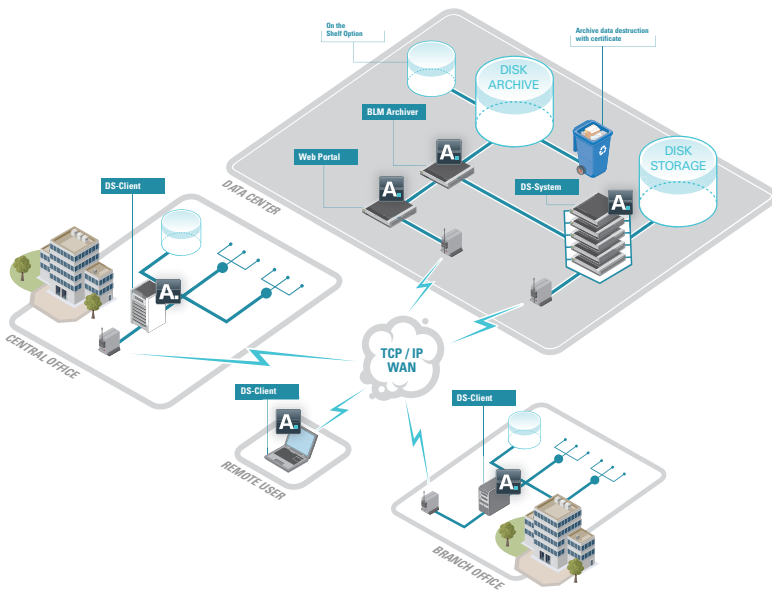 On the
Shelf Option
Archive data destruction
with certificate
DISK
ARCHIVE
BLM Archiver
A.
DISK
STORAGE
Web Portal
A.
DS-System
A.
DATA CENTER
DS-Client
A.
CENTRAL OFFICE
TCP / IP
WAN
DS-Client
A.
REMOTE USER
DS-Client
A.
BRANCH OFFICE